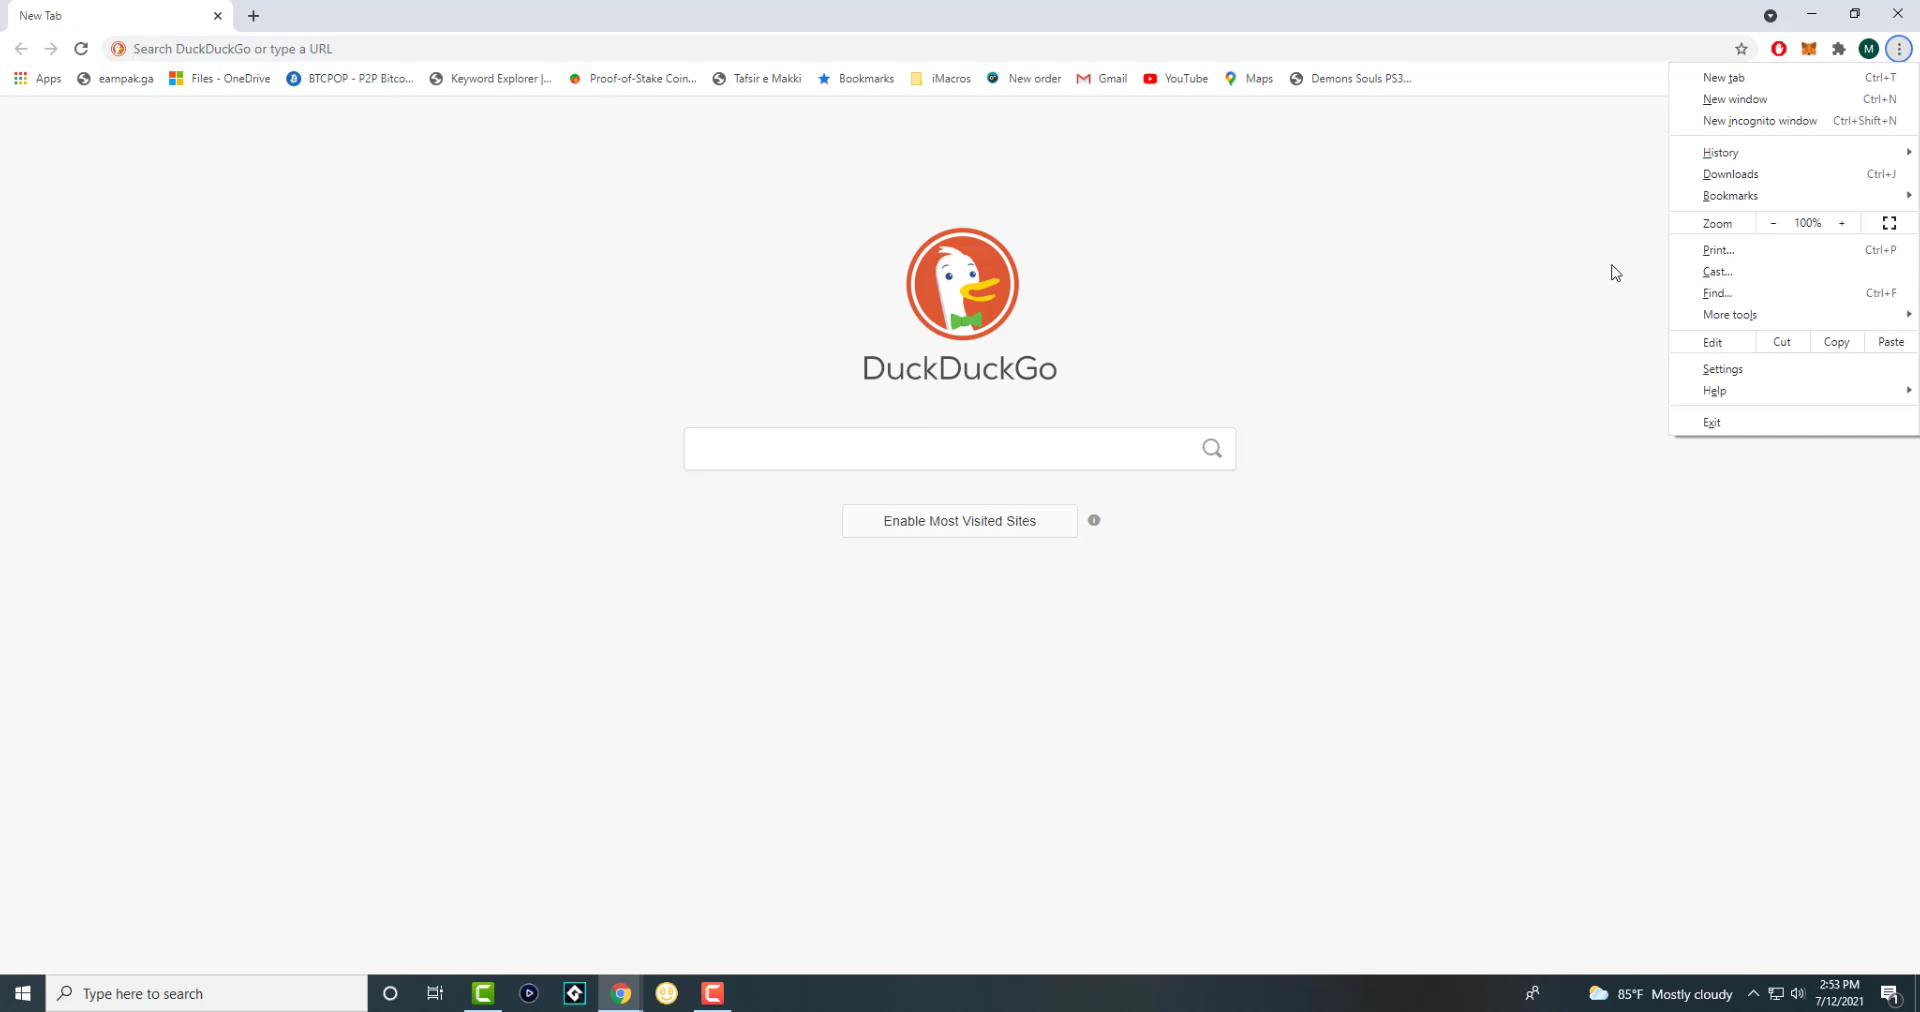 New Tab
Search DuckDuckGo or type a URL
M
Apps earnpak.ga Files - OneDrive BTCPOP - P2P Bitco... Keyword Explorer |... Proof-of-Stake Coin... Tafsir e Makki Bookmarks iMacros New order Gmail YouTube Maps Demons Souls PS3...
New tab Ctrl+T
New window Ctrl+N
New incognito window Ctrl+Shift+N
History
Downloads Ctrl+J
Bookmarks
Zoom - 100% +
Print... Ctrl+P
Cast...
Find... Ctrl+F
More tools
Edit Cut Copy Paste
Settings
Help
Exit
DuckDuckGo
Enable Most Visited Sites
Type here to search
85°F Mostly cloudy
2:53 PM
7/12/2021
1